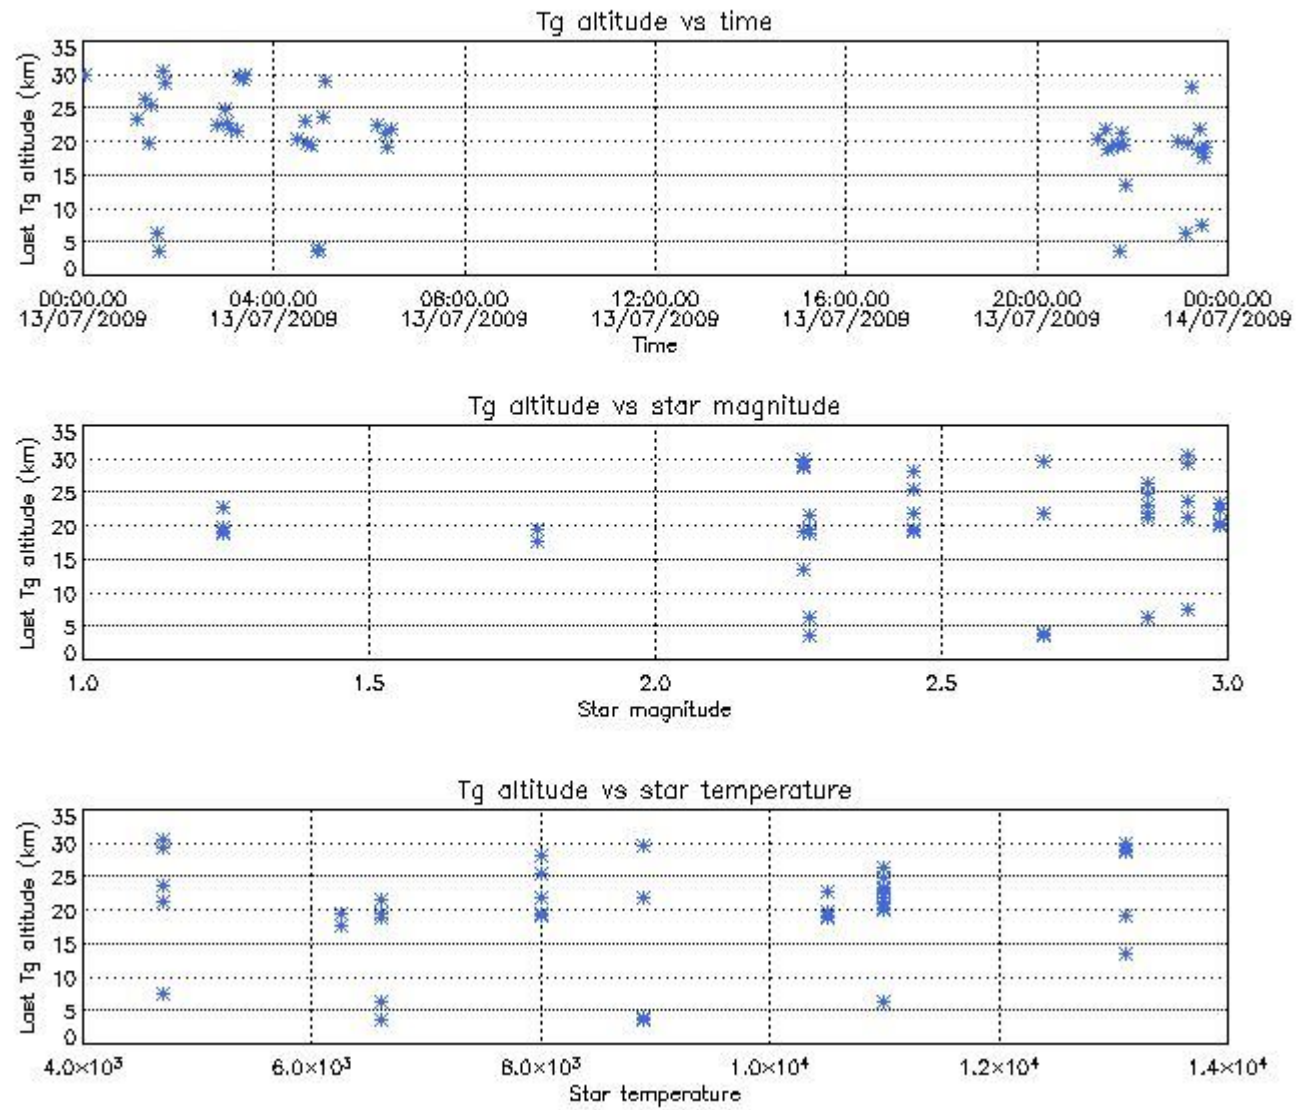 Tg altitude vs time
Last Tg altitude (km)
35
30
25
20
15
10
5
0
00:00.00 04:00.00 08:00.00 12:00.00 16:00.00 20:00.00 00:00.00
13/07/2009 13/07/2009 13/07/2009 13/07/2009 13/07/2009 13/07/2009 14/07/2009
Time
Tg altitude vs star magnitude
Last Tg altitude (km)
35
30
25
20
15
10
5
0
1.0 1.5 2.0 2.5 3.0
Star magnitude
Tg altitude vs star temperature
Last Tg altitude (km)
35
30
25
20
15
10
5
0
4.0×10³ 6.0×10³ 8.0×10³ 1.0×10⁴ 1.2×10⁴ 1.4×10⁴
Star temperature